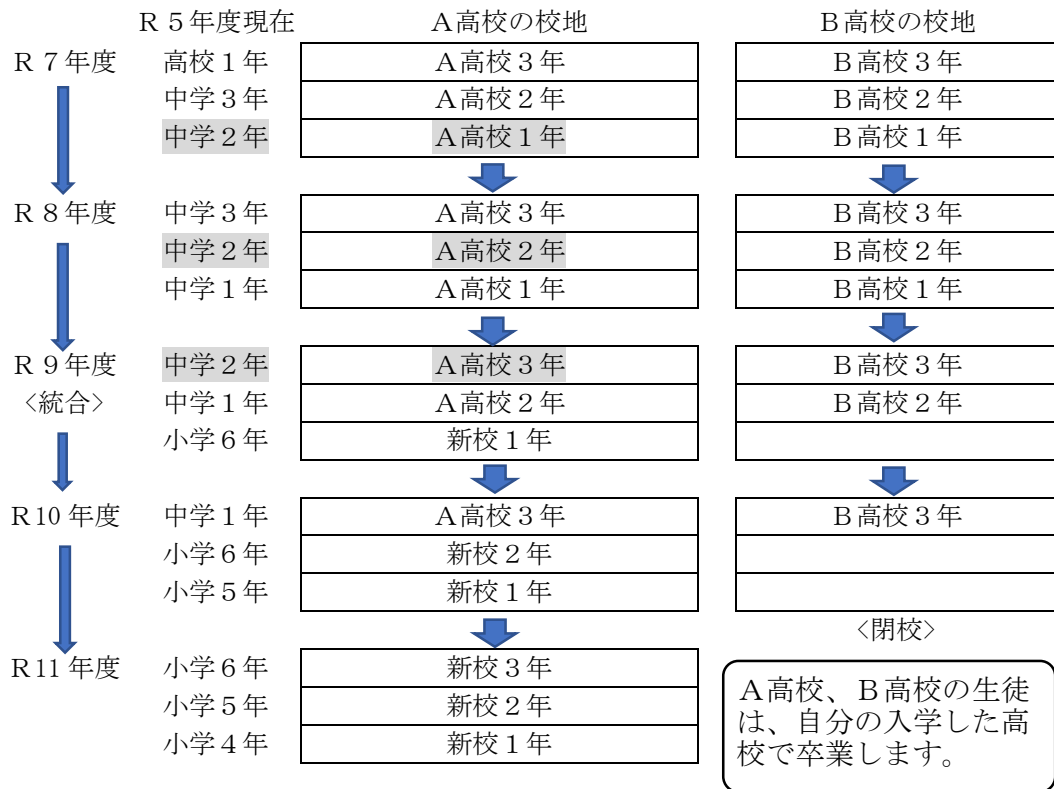 R５年度現在 A高校の校地 B高校の校地
R７年度 高校１年 A高校３年 B高校３年
中学３年 A高校２年 B高校２年
中学２年 A高校１年 B高校１年
R８年度 中学３年 A高校３年 B高校３年
中学２年 A高校２年 B高校２年
中学１年 A高校１年 B高校１年
R９年度 中学２年 A高校３年 B高校３年
<統合> 中学１年 A高校２年 B高校２年
小学６年 新校１年
R10年度 中学１年 A高校３年 B高校３年
小学６年 新校２年
小学５年 新校１年
<閉校>
R11年度 小学６年 新校３年
小学５年 新校２年
小学４年 新校１年
A高校、B高校の生徒
は、自分の入学した高
校で卒業します。